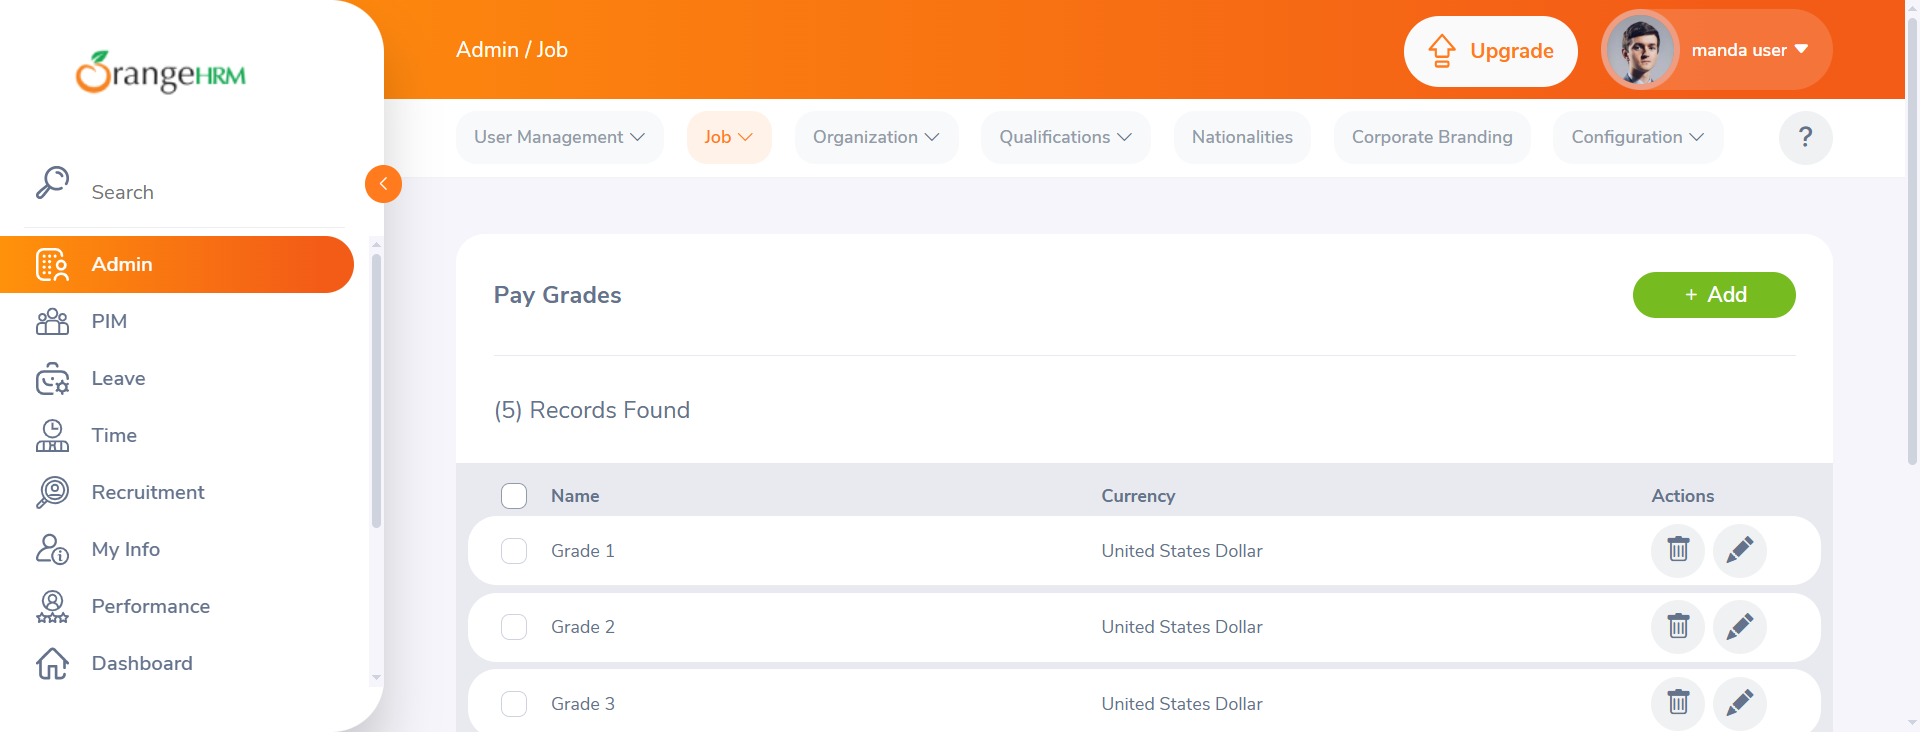 OrangeHRM
Admin / Job
Upgrade
manda user
User Management
Job
Organization
Qualifications
Nationalities
Corporate Branding
Configuration
?
Search
Admin
PIM
Leave
Time
Recruitment
My Info
Performance
Dashboard
Pay Grades
+ Add
(5) Records Found
Name Currency Actions
Grade 1 United States Dollar
Grade 2 United States Dollar
Grade 3 United States Dollar